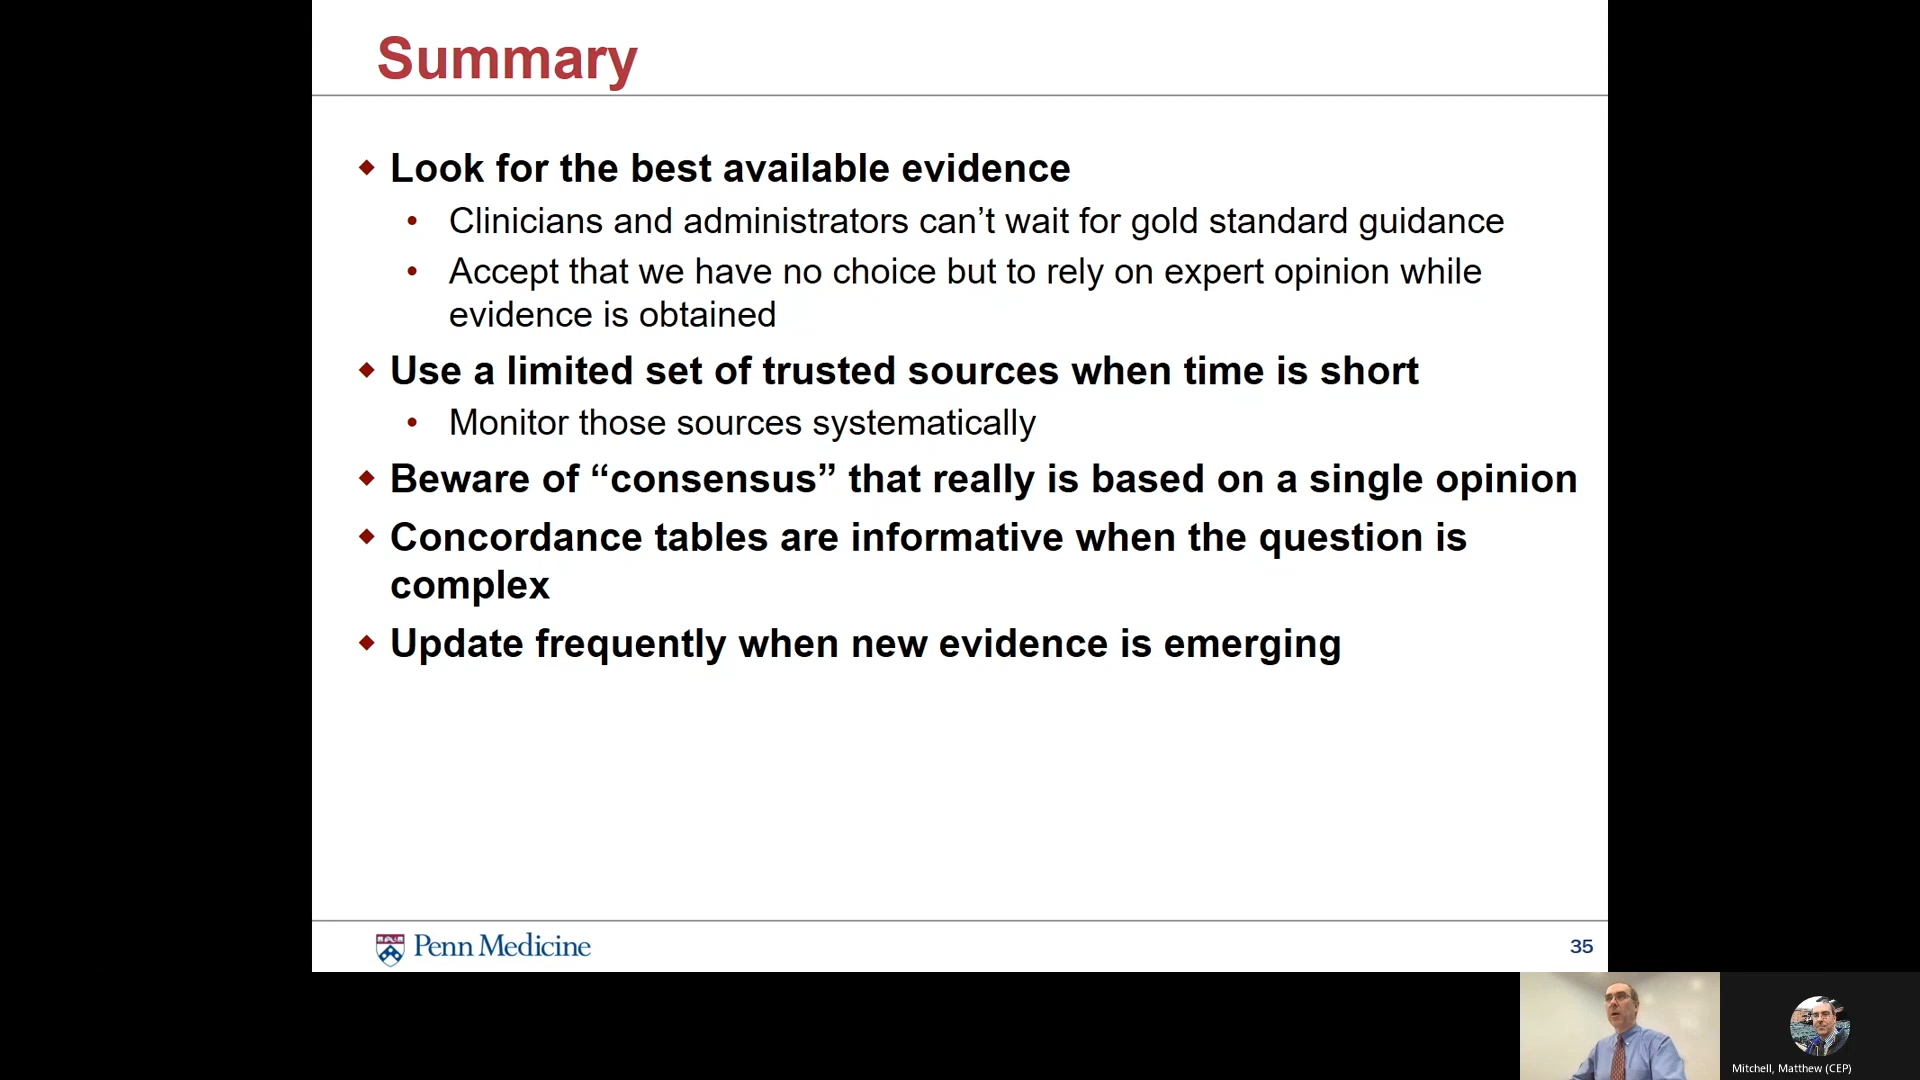 Summary
◆ Look for the best available evidence
• Clinicians and administrators can’t wait for gold standard guidance
• Accept that we have no choice but to rely on expert opinion while
evidence is obtained
◆ Use a limited set of trusted sources when time is short
• Monitor those sources systematically
◆ Beware of “consensus” that really is based on a single opinion
◆ Concordance tables are informative when the question is
complex
◆ Update frequently when new evidence is emerging
Penn Medicine
35
Mitchell, Matthew (CEP)